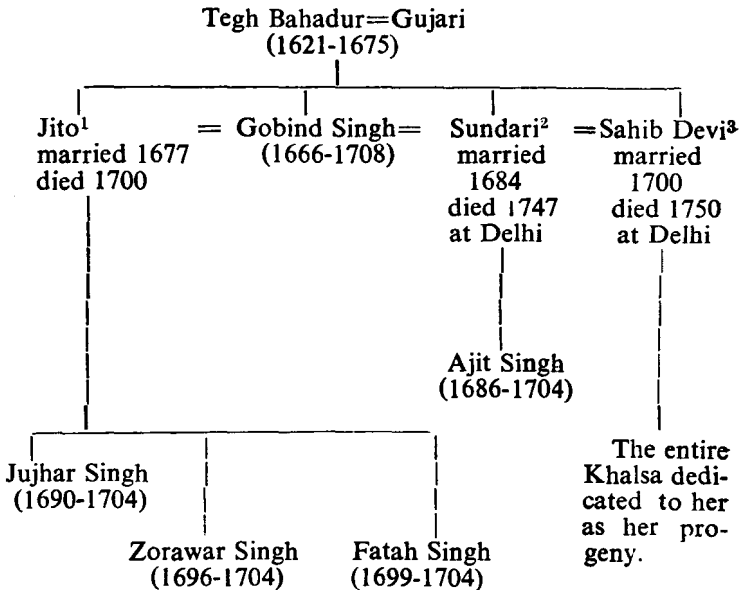 Tegh Bahadur=Gujari
(1621-1675)
Jito¹ = Gobind Singh= Sundari² =Sahib Devi³
married 1677 (1666-1708) married married
died 1700 1684 1700
died 1747 died 1750
at Delhi at Delhi
Ajit Singh
(1686-1704)
Jujhar Singh
(1690-1704)
The entire
Khalsa dedi-
cated to her
as her pro-
geny.
Zorawar Singh Fatah Singh
(1696-1704) (1699-1704)